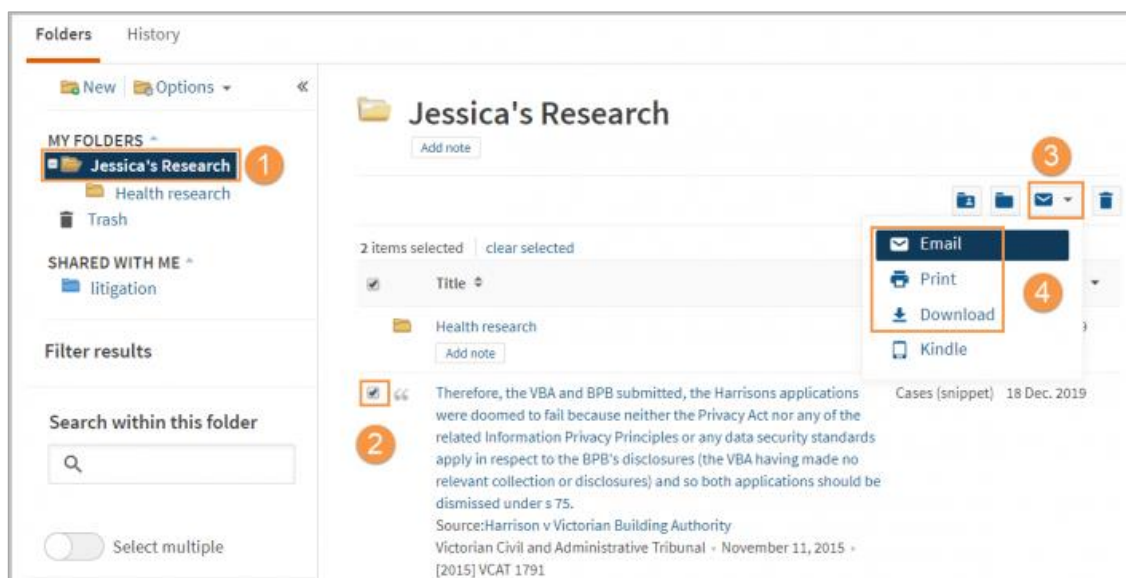 Folders History
New Options
MY FOLDERS
Jessica's Research 1
Health research
Trash
SHARED WITH ME
litigation
Filter results
Search within this folder
Select multiple
Jessica's Research
Add note
3
2 items selected clear selected
Title
Email
Print
Download
Kindle
4
Health research
Add note
2
Therefore, the VBA and BPB submitted, the Harrisons applications
were doomed to fail because neither the Privacy Act nor any of the
related Information Privacy Principles or any data security standards
apply in respect to the BPB's disclosures (the VBA having made no
relevant collection or disclosures) and so both applications should be
dismissed under s 75.
Source:Harrison v Victorian Building Authority
Victorian Civil and Administrative Tribunal • November 11, 2015 •
[2015] VCAT 1791
Cases (snippet) 18 Dec. 2019